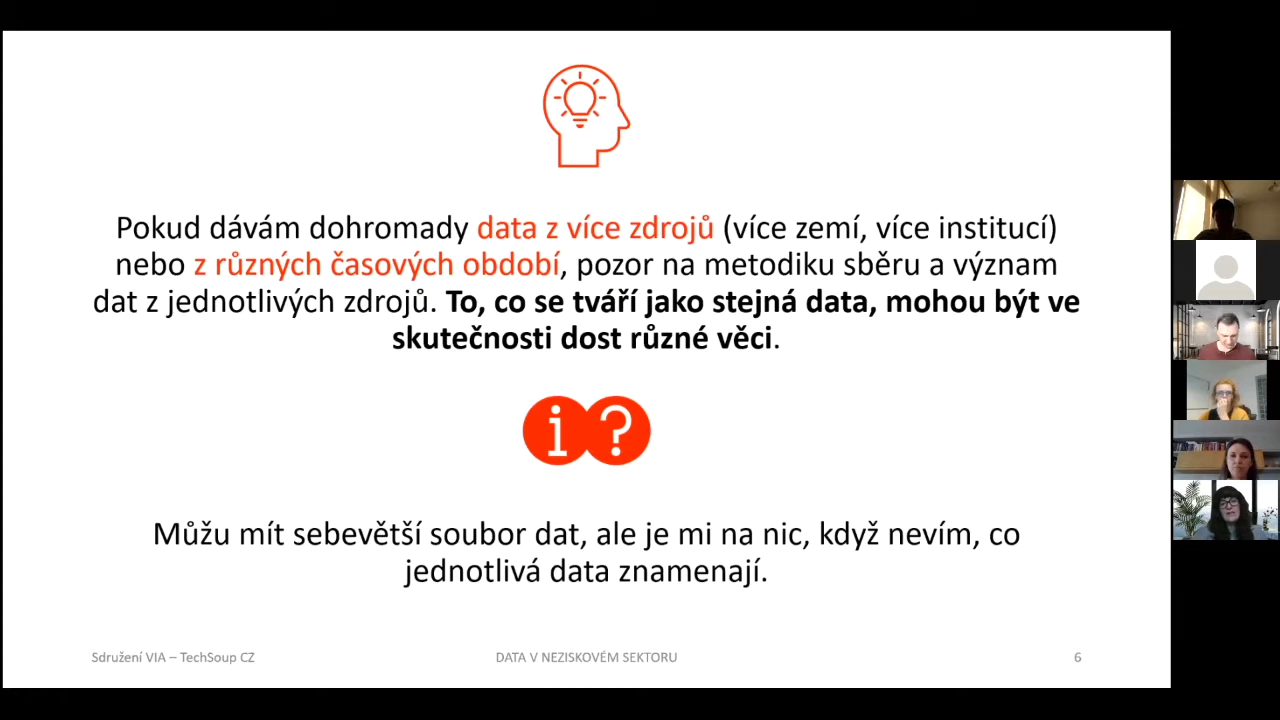 Pokud dávám dohromady data z více zdrojů (více zemí, více institucí)
nebo z různých časových období, pozor na metodiku sběru a význam
dat z jednotlivých zdrojů. To, co se tváří jako stejná data, mohou být ve
skutečnosti dost různé věci.
i ?
Můžu mít sebevětší soubor dat, ale je mi na nic, když nevím, co
jednotlivá data znamenají.
Sdružení VIA – TechSoup CZ DATA V NEZISKOVÉM SEKTORU 6